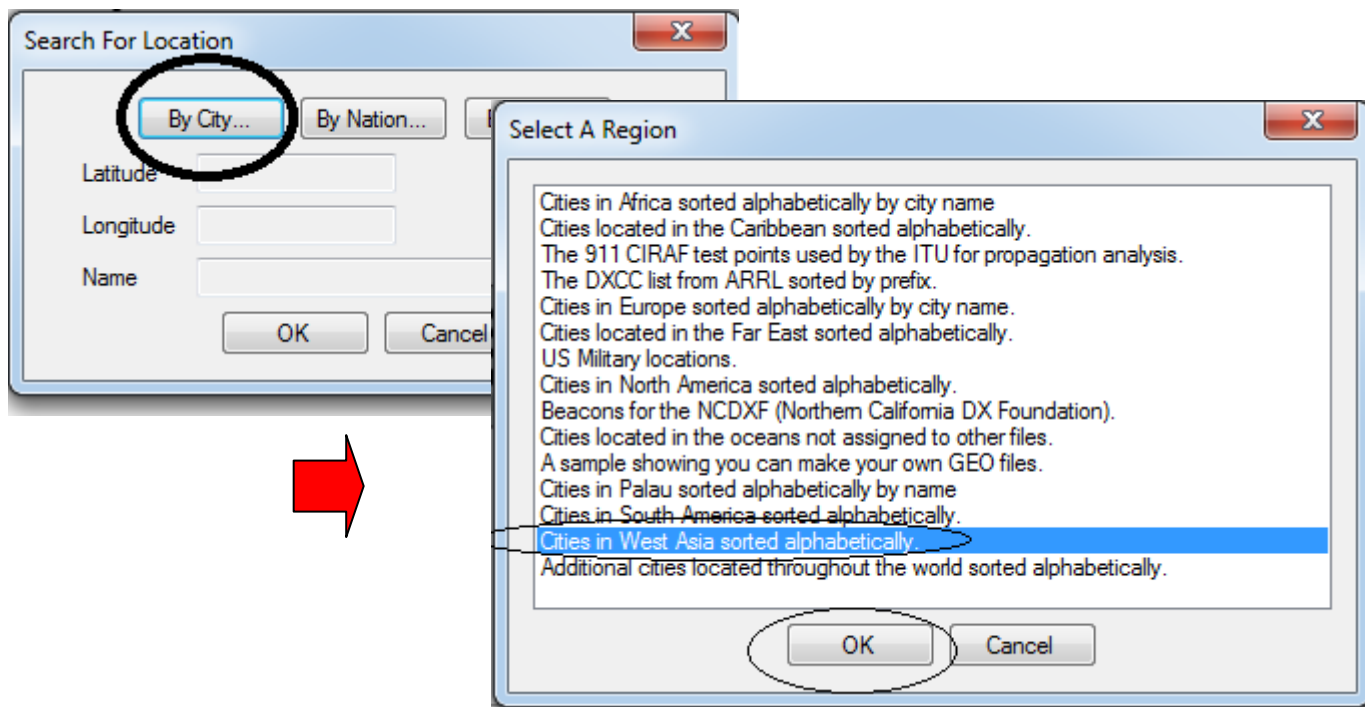 Search For Location
By City...
By Nation...
Latitude
Longitude
Name
OK
Cancel
Select A Region
Cities in Africa sorted alphabetically by city name
Cities located in the Caribbean sorted alphabetically.
The 911 CIRAF test points used by the ITU for propagation analysis.
The DXCC list from ARRL sorted by prefix.
Cities in Europe sorted alphabetically by city name.
Cities located in the Far East sorted alphabetically.
US Military locations.
Cities in North America sorted alphabetically.
Beacons for the NCDXF (Northern California DX Foundation).
Cities located in the oceans not assigned to other files.
A sample showing you can make your own GEO files.
Cities in Palau sorted alphabetically by name
Cities in South America sorted alphabetically.
Cities in West Asia sorted alphabetically.
Additional cities located throughout the world sorted alphabetically.
OK
Cancel